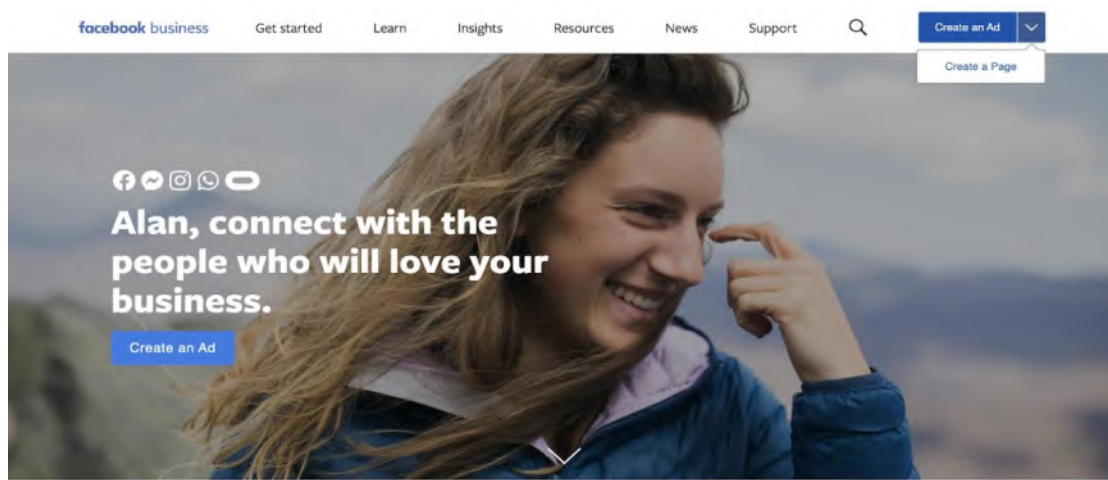 facebook business Get started Learn Insights Resources News Support Create an Ad
Create a Page
Alan, connect with the
people who will love your
business.
Create an Ad